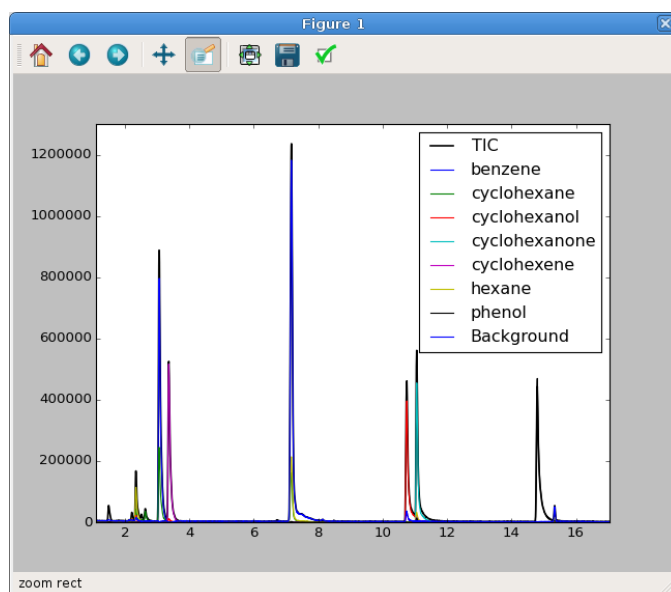 Figure 1
1200000
1000000
800000
600000
400000
200000
0
2 4 6 8 10 12 14 16
TIC
benzene
cyclohexane
cyclohexanol
cyclohexanone
cyclohexene
hexane
phenol
Background
zoom rect